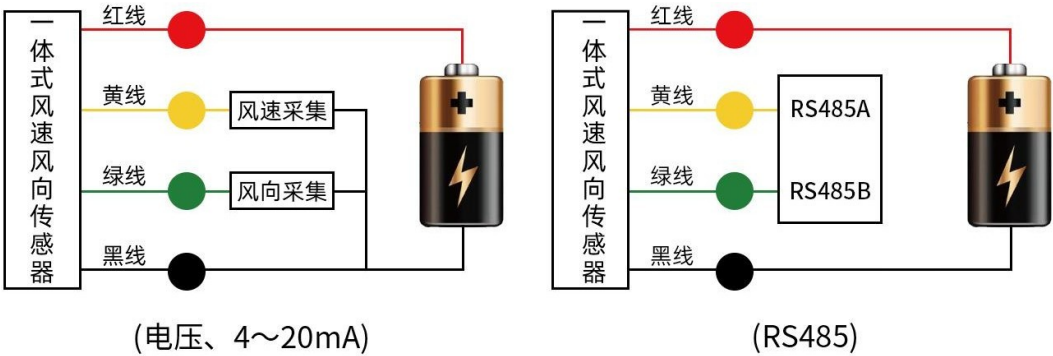 一体式风速风向传感器
红线
黄线
风速采集
绿线
风向采集
黑线
(电压、4～20mA)
一体式风速风向传感器
红线
黄线
RS485A
绿线
RS485B
黑线
(RS485)